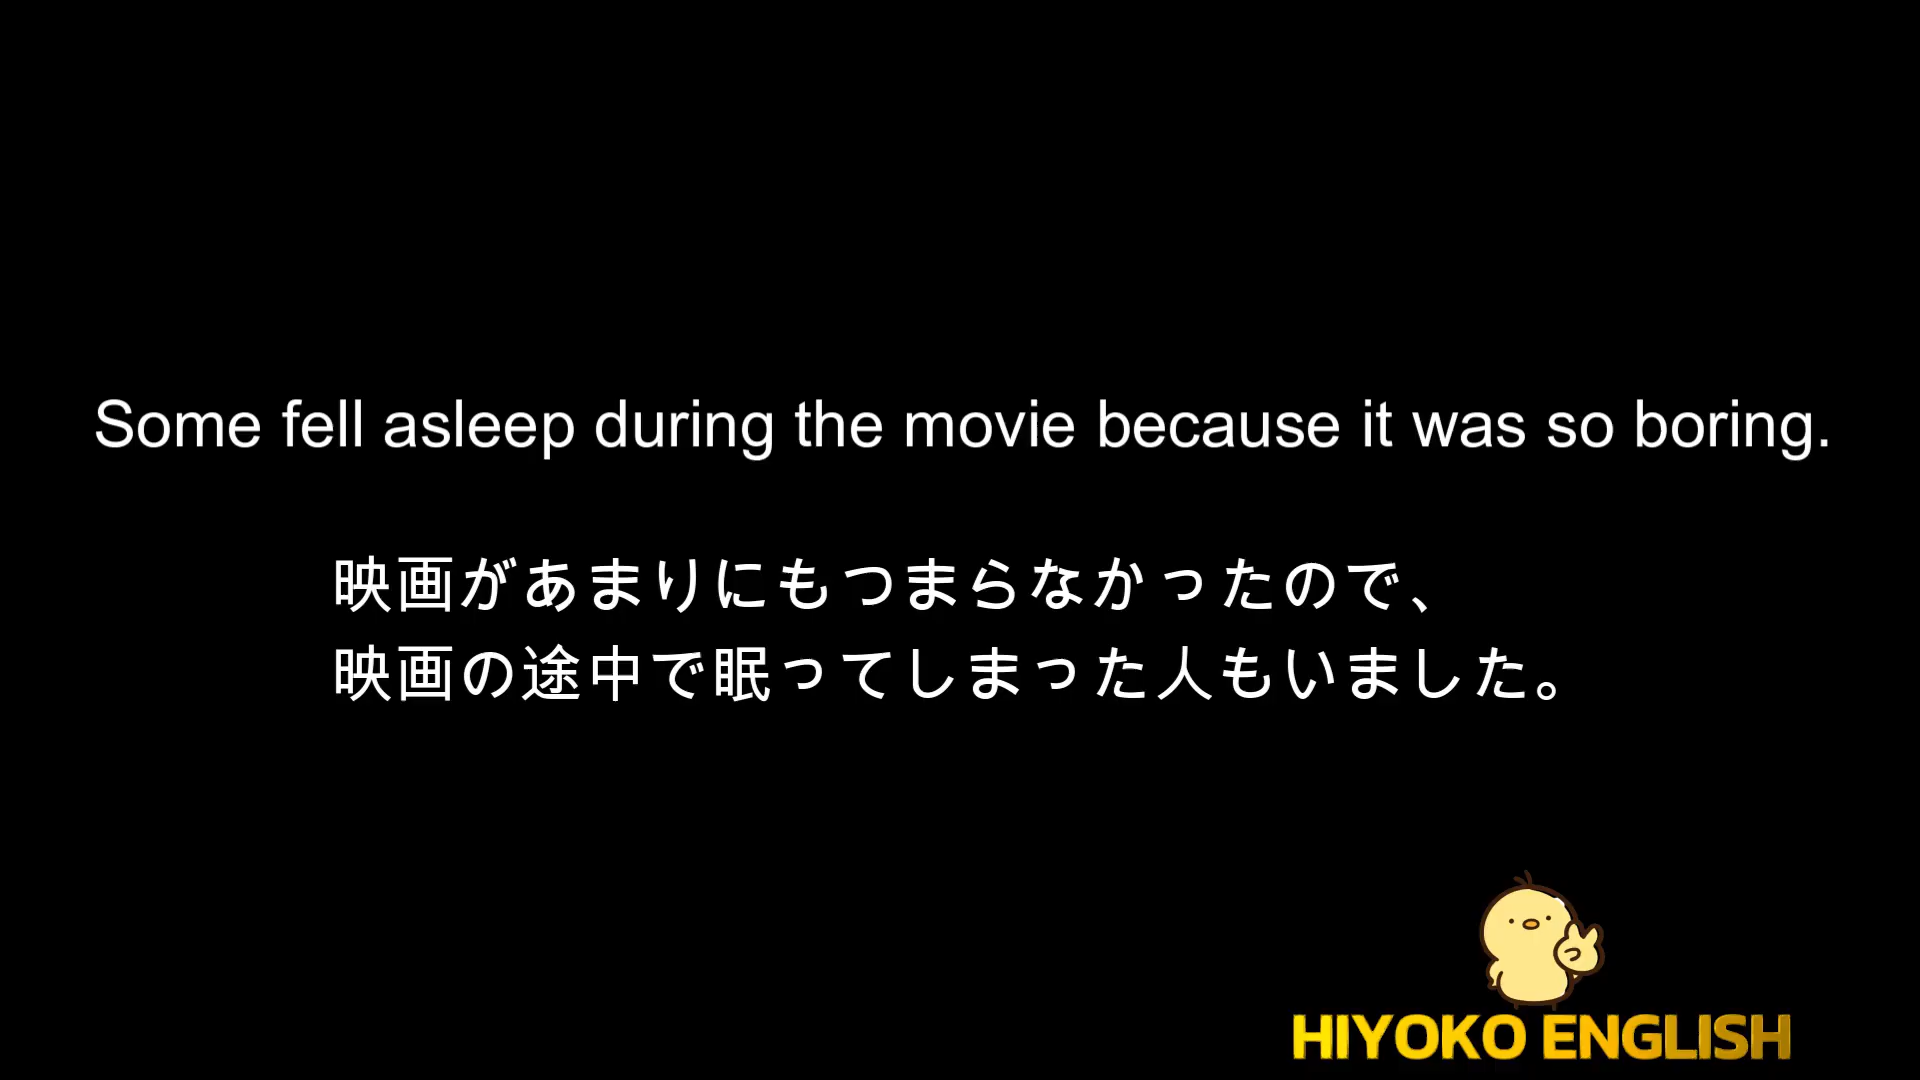 Some fell asleep during the movie because it was so boring.
映画があまりにもつまらなかったので、
映画の途中で眠ってしまった人もいました。
HIYOKO ENGLISH